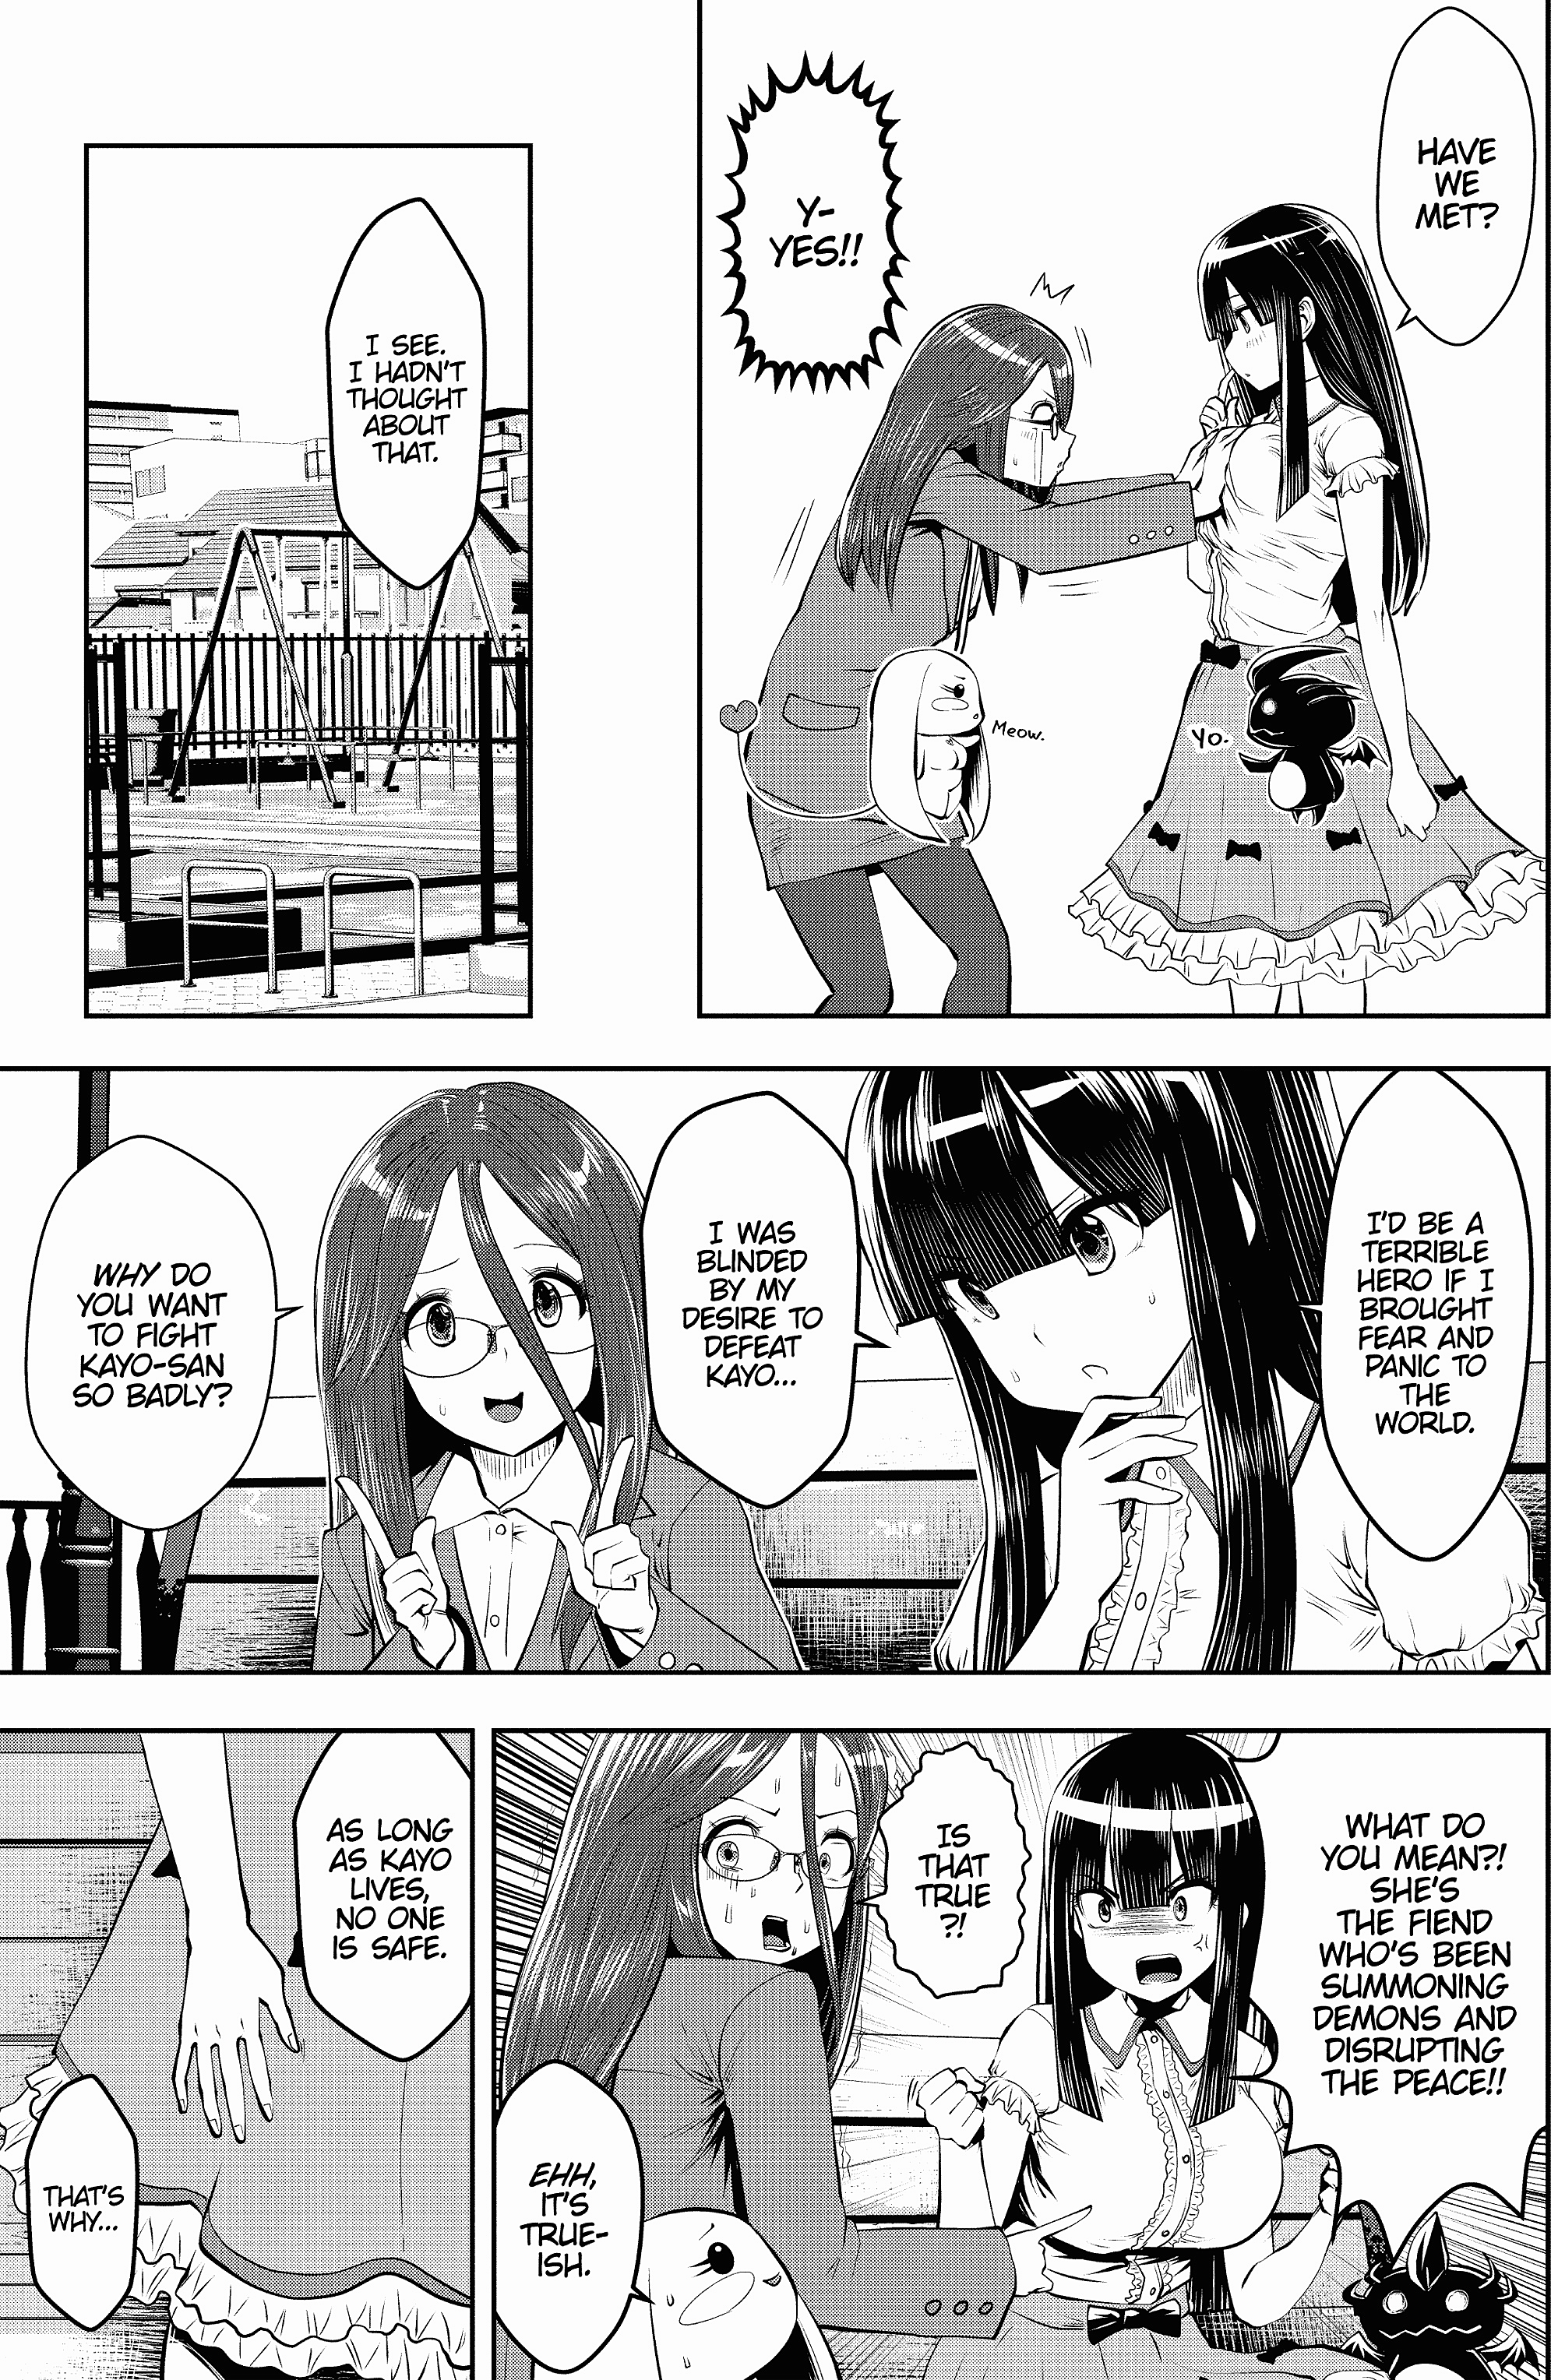 HAVE
WE
MET?
Y-
YES!!
Meow.
Yo.
I SEE.
I HADN'T
THOUGHT
ABOUT
THAT.
I'D BE A
TERRIBLE
HERO IF I
BROUGHT
FEAR AND
PANIC TO
THE
WORLD.
I WAS
BLINDED
BY MY
DESIRE TO
DEFEAT
KAYO...
WHY DO
YOU WANT
TO FIGHT
KAYO-SAN
SO BADLY?
WHAT DO
YOU MEAN?!
SHE'S
THE FIEND
WHO'S BEEN
SUMMONING
DEMONS AND
DISRUPTING
THE PEACE!!
IS
THAT
TRUE
?!
EHH,
IT'S
TRUE-
ISH.
AS LONG
AS KAYO
LIVES,
NO ONE
IS SAFE.
THAT'S
WHY...